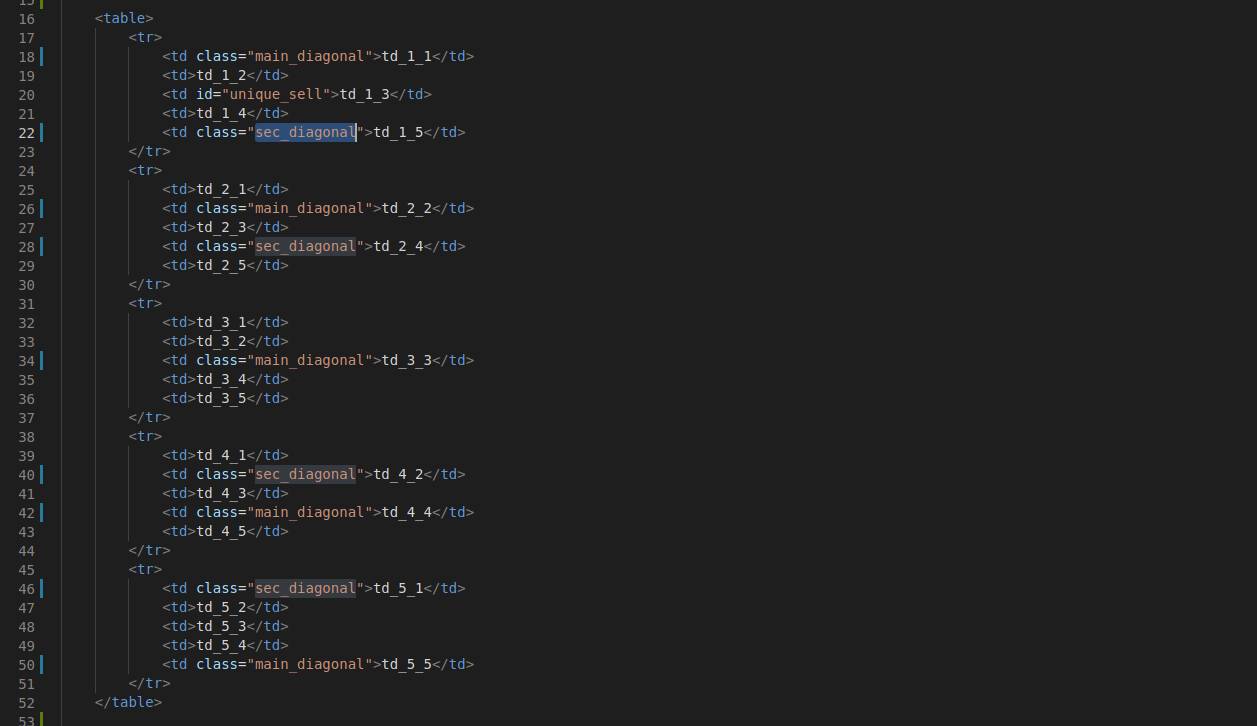 15
16 <table>
17 <tr>
18 <td class="main_diagonal">td_1_1</td>
19 <td>td_1_2</td>
20 <td id="unique_sell">td_1_3</td>
21 <td>td_1_4</td>
22 <td class="sec_diagonal">td_1_5</td>
23 </tr>
24 <tr>
25 <td>td_2_1</td>
26 <td class="main_diagonal">td_2_2</td>
27 <td>td_2_3</td>
28 <td class="sec_diagonal">td_2_4</td>
29 <td>td_2_5</td>
30 </tr>
31 <tr>
32 <td>td_3_1</td>
33 <td>td_3_2</td>
34 <td class="main_diagonal">td_3_3</td>
35 <td>td_3_4</td>
36 <td>td_3_5</td>
37 </tr>
38 <tr>
39 <td>td_4_1</td>
40 <td class="sec_diagonal">td_4_2</td>
41 <td>td_4_3</td>
42 <td class="main_diagonal">td_4_4</td>
43 <td>td_4_5</td>
44 </tr>
45 <tr>
46 <td class="sec_diagonal">td_5_1</td>
47 <td>td_5_2</td>
48 <td>td_5_3</td>
49 <td>td_5_4</td>
50 <td class="main_diagonal">td_5_5</td>
51 </tr>
52 </table>
53